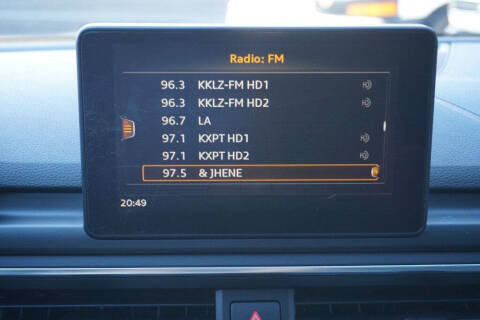 Radio: FM
96.3 KKLZ-FM HD1
96.3 KKLZ-FM HD2
96.7 LA
97.1 KXPT HD1
97.1 KXPT HD2
97.5 & JHENE
20:49